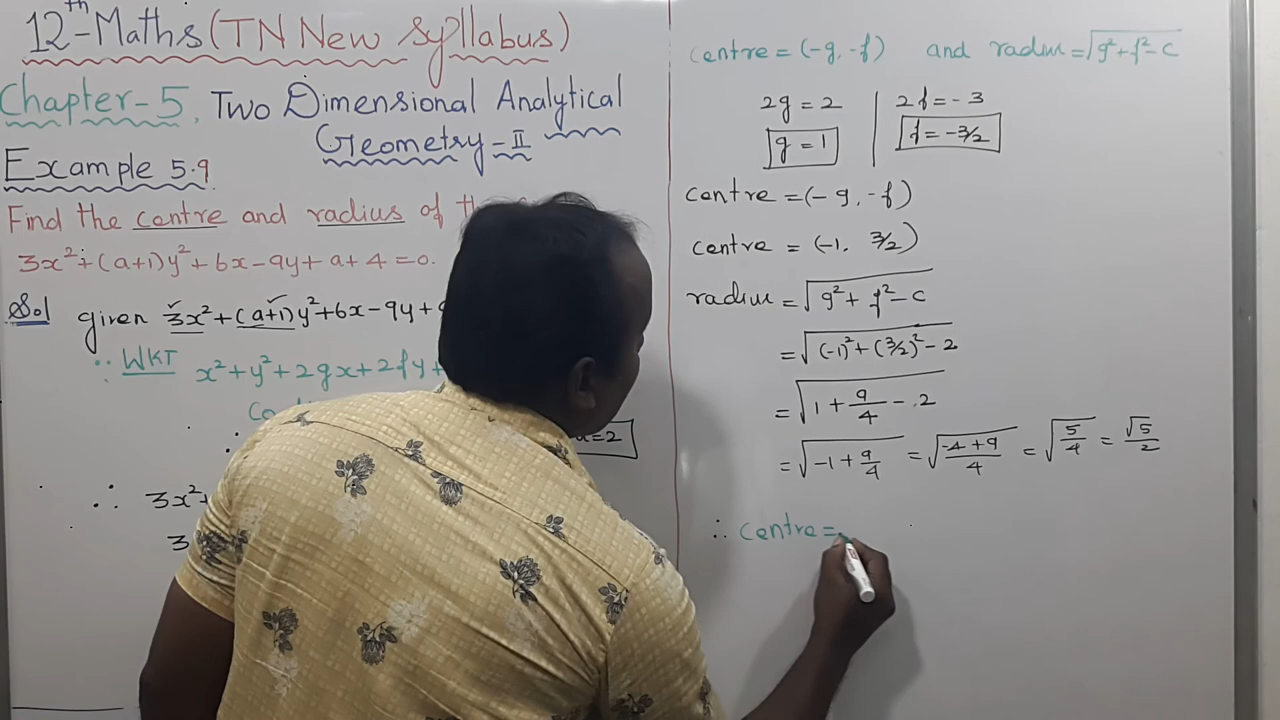 12th-Maths (TN New syllabus)
Chapter-5, Two Dimensional Analytical
Geometry-II
Example 5.9
Find the centre and radius of
3x²+(a+1)y²+6x-9y+a+4=0.
Sol given 3x²+(a+1)y²+6x-9y+
∴ WKT x²+y²+2gx+2fy+
a=2
∴ 3x²+
3
centre = (-g, -f) and radius = √g²+f²-c
2g = 2 | 2f = -3
g = 1 | f = -3/2
centre = (-g, -f)
centre = (-1, 3/2)
radius = √g²+f²-c
= √(-1)²+(3/2)²-2
= √1+9/4-2
= √-1+9/4 = √-4+9/4 = √5/4 = √5/2
∴ centre =